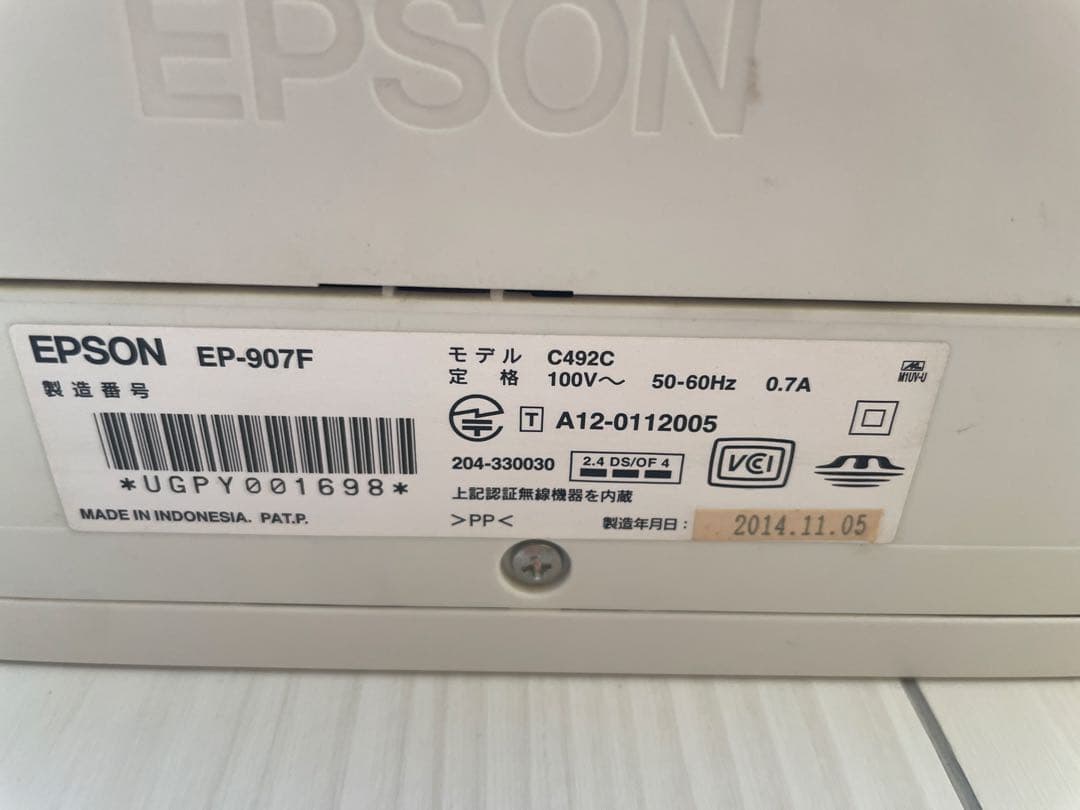 EPSON
EPSON EP-907F
製造番号
*UGPY001698*
MADE IN INDONESIA. PAT.P.
モデル C492C
定格 100V～ 50-60Hz 0.7A
T A12-0112005
204-330030 2.4 DS/OF 4
上記認証無線機器を内蔵
>PP< 製造年月日: 2014.11.05
VCI
M1UV-U